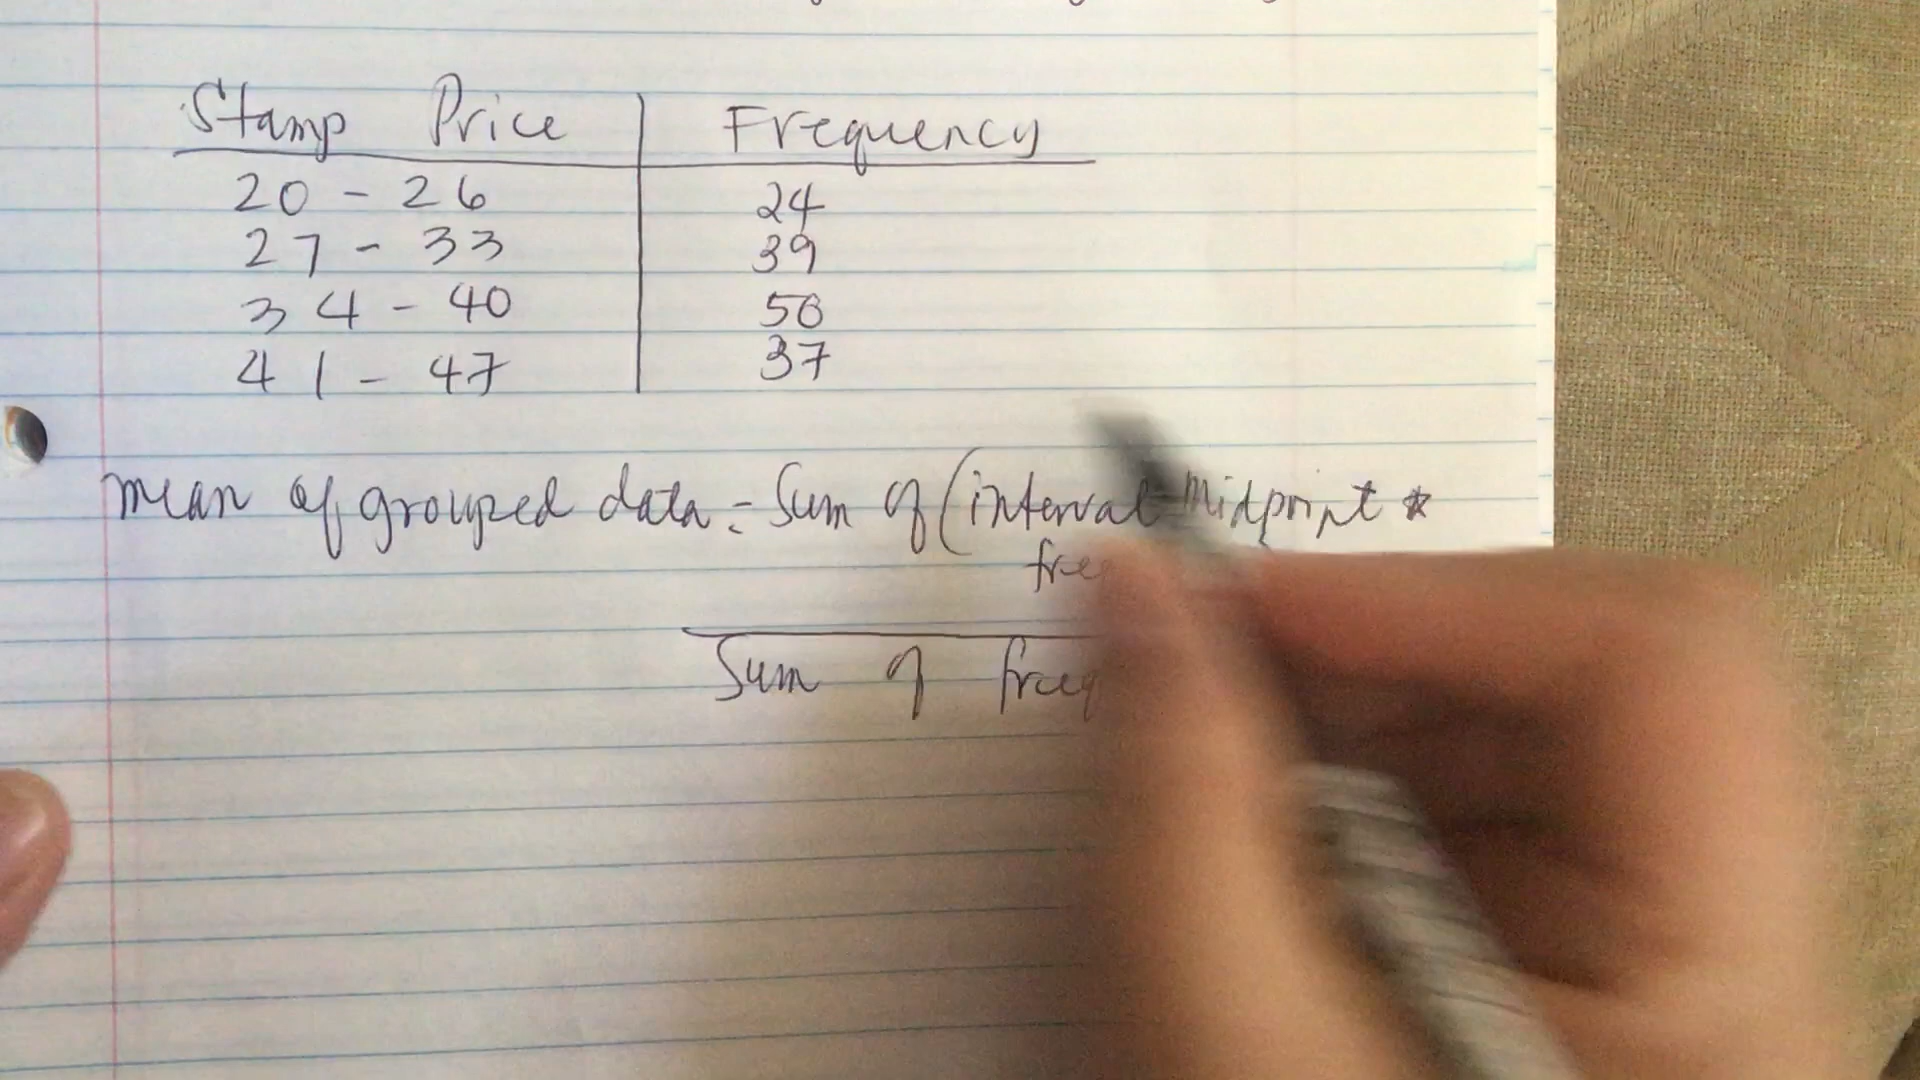 Stamp Price Frequency
20 - 26 24
27 - 33 39
34 - 40 50
41 - 47 37
mean of grouped data = Sum of (interval midpoint *
Sum of